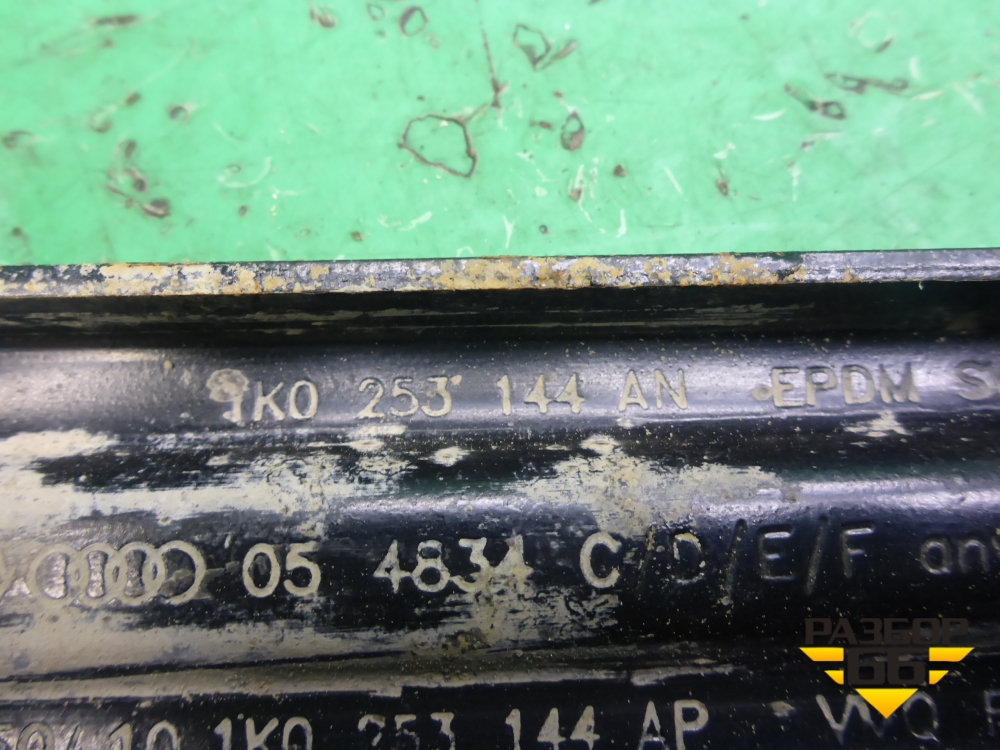 1K0 253 144 AN EPDM
05 4834 C/D/E/F
1K0 253 144 AP
РАЗБОР
66